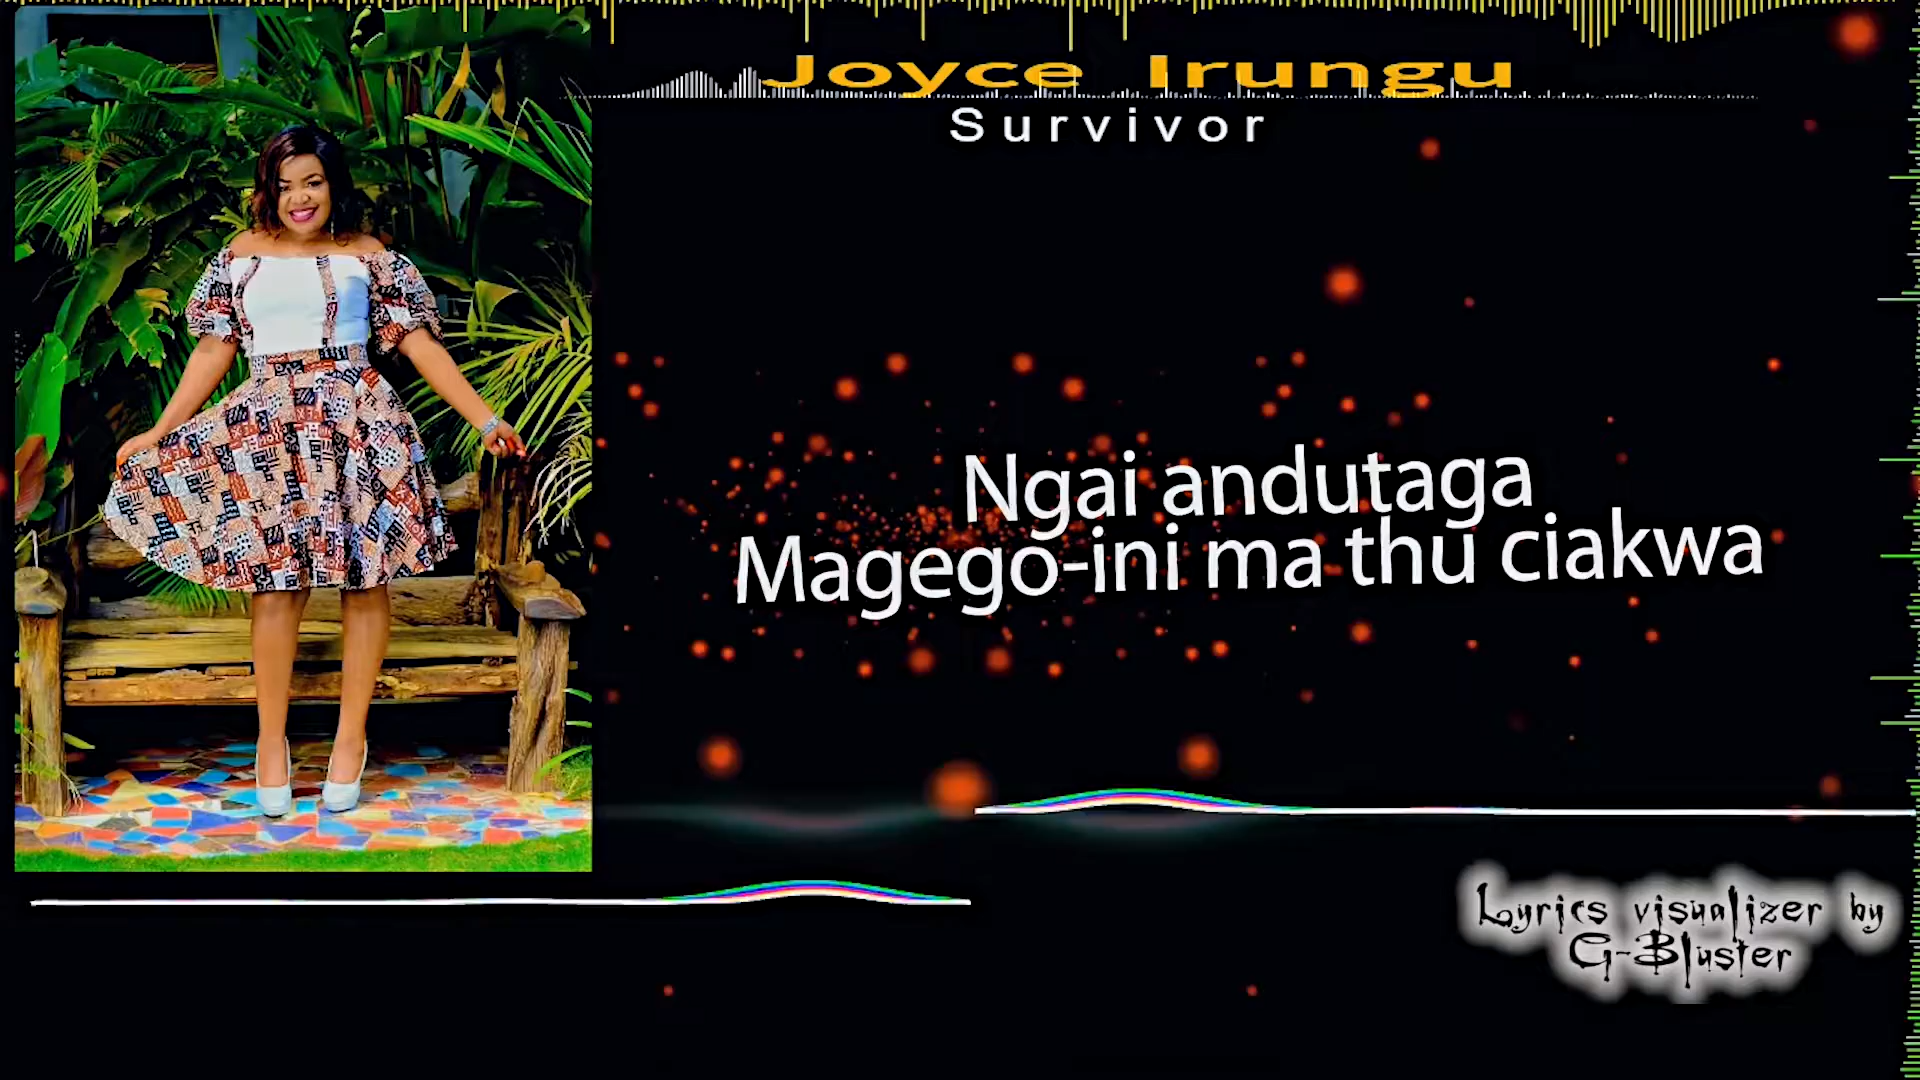 Joyce Irungu
Survivor
Ngai andutaga
Magego-ini ma thu ciakwa
Lyrics visualizer by
G-Bluster